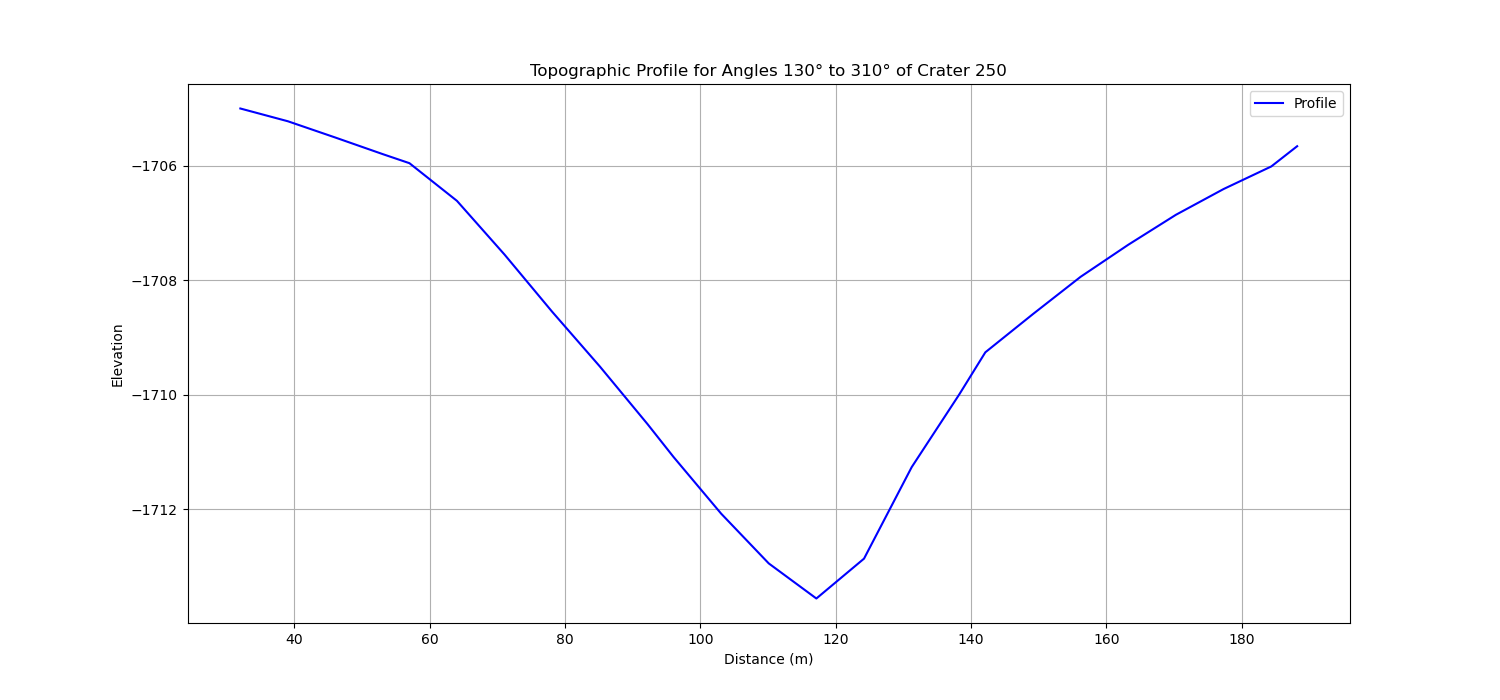 Topographic Profile for Angles 130° to 310° of Crater 250
Profile
−1706
−1708
−1710
−1712
Elevation
40 60 80 100 120 140 160 180
Distance (m)